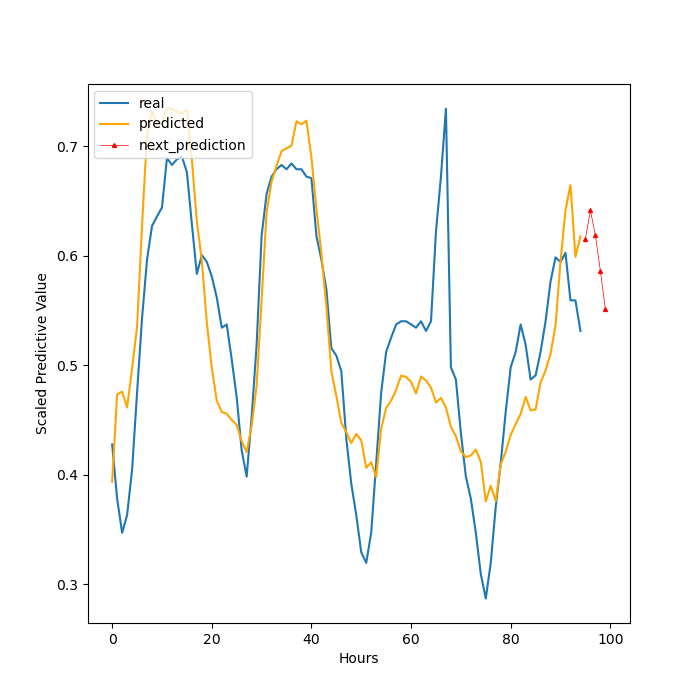 real
predicted
next_prediction
0.7
0.6
0.5
0.4
0.3
Scaled Predictive Value
0 20 40 60 80 100
Hours